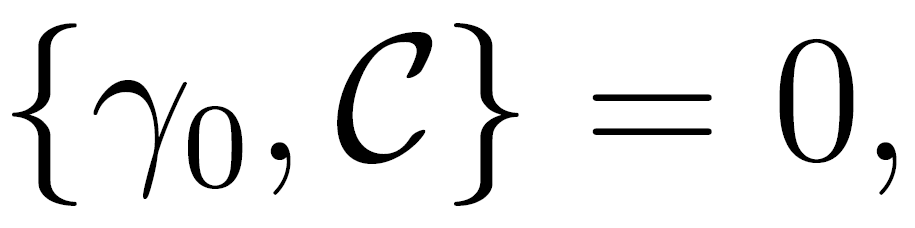 {γ₀, 𝒞} = 0,